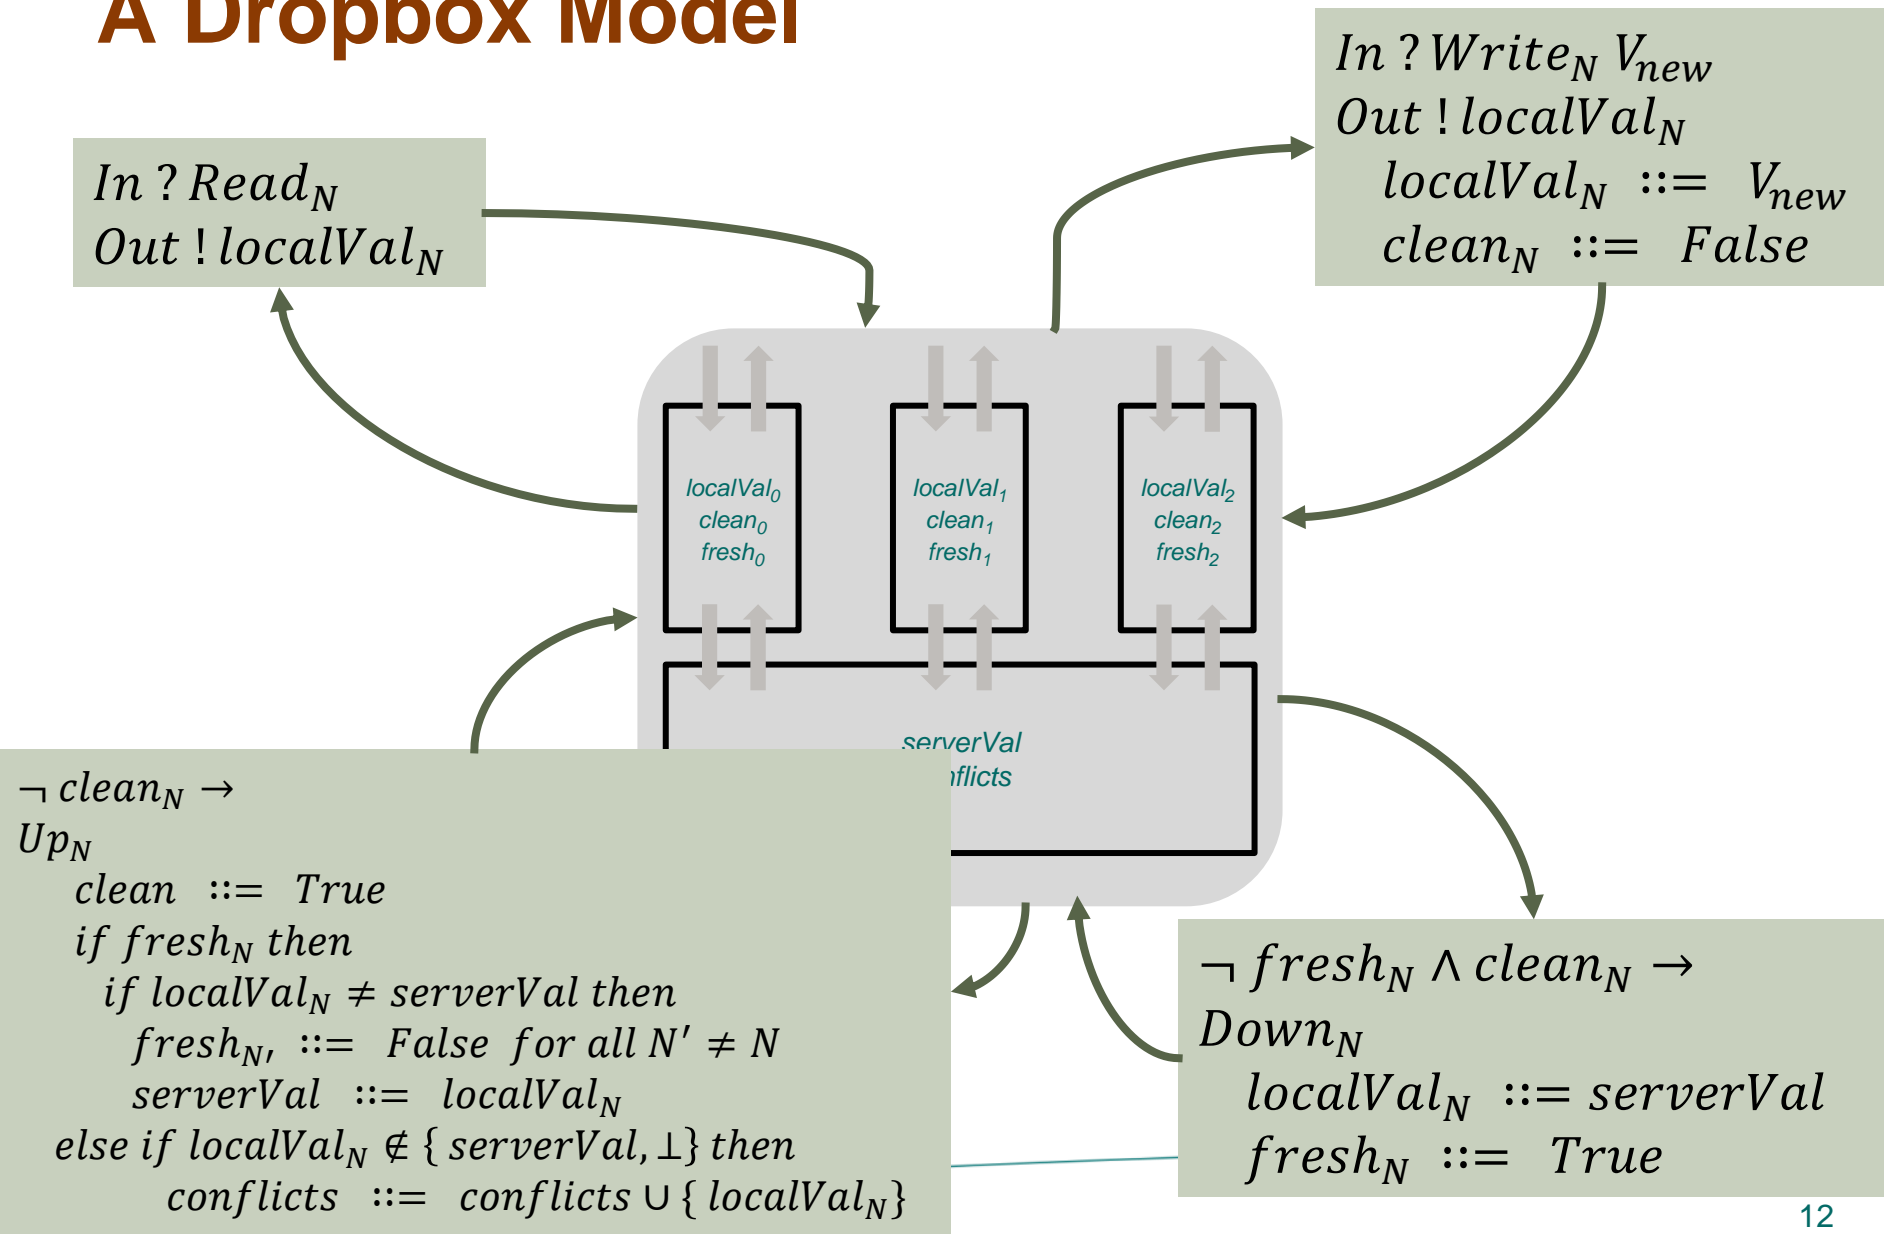 A Dropbox Model
In ? Read_N
Out ! localVal_N
In ? Write_N V_new
Out ! localVal_N
localVal_N ::= V_new
clean_N ::= False
localVal_0
clean_0
fresh_0
localVal_1
clean_1
fresh_1
localVal_2
clean_2
fresh_2
serverVal
nflicts
¬ clean_N →
Up_N
clean ::= True
if fresh_N then
if localVal_N ≠ serverVal then
fresh_N' ::= False for all N′ ≠ N
serverVal ::= localVal_N
else if localVal_N ∉ { serverVal, ⊥} then
conflicts ::= conflicts ∪ { localVal_N}
¬ fresh_N ∧ clean_N →
Down_N
localVal_N ::= serverVal
fresh_N ::= True
12